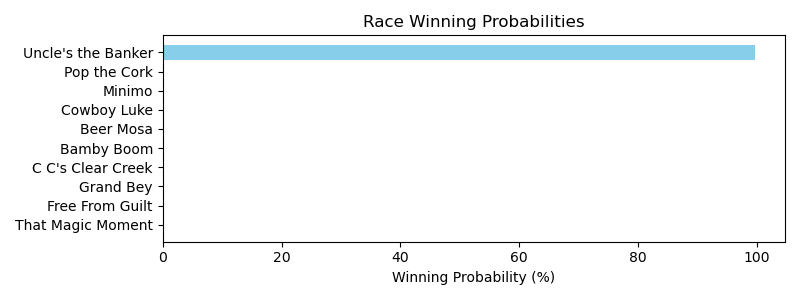 Race Winning Probabilities
Uncle's the Banker
Pop the Cork
Minimo
Cowboy Luke
Beer Mosa
Bamby Boom
C C's Clear Creek
Grand Bey
Free From Guilt
That Magic Moment
0 20 40 60 80 100
Winning Probability (%)